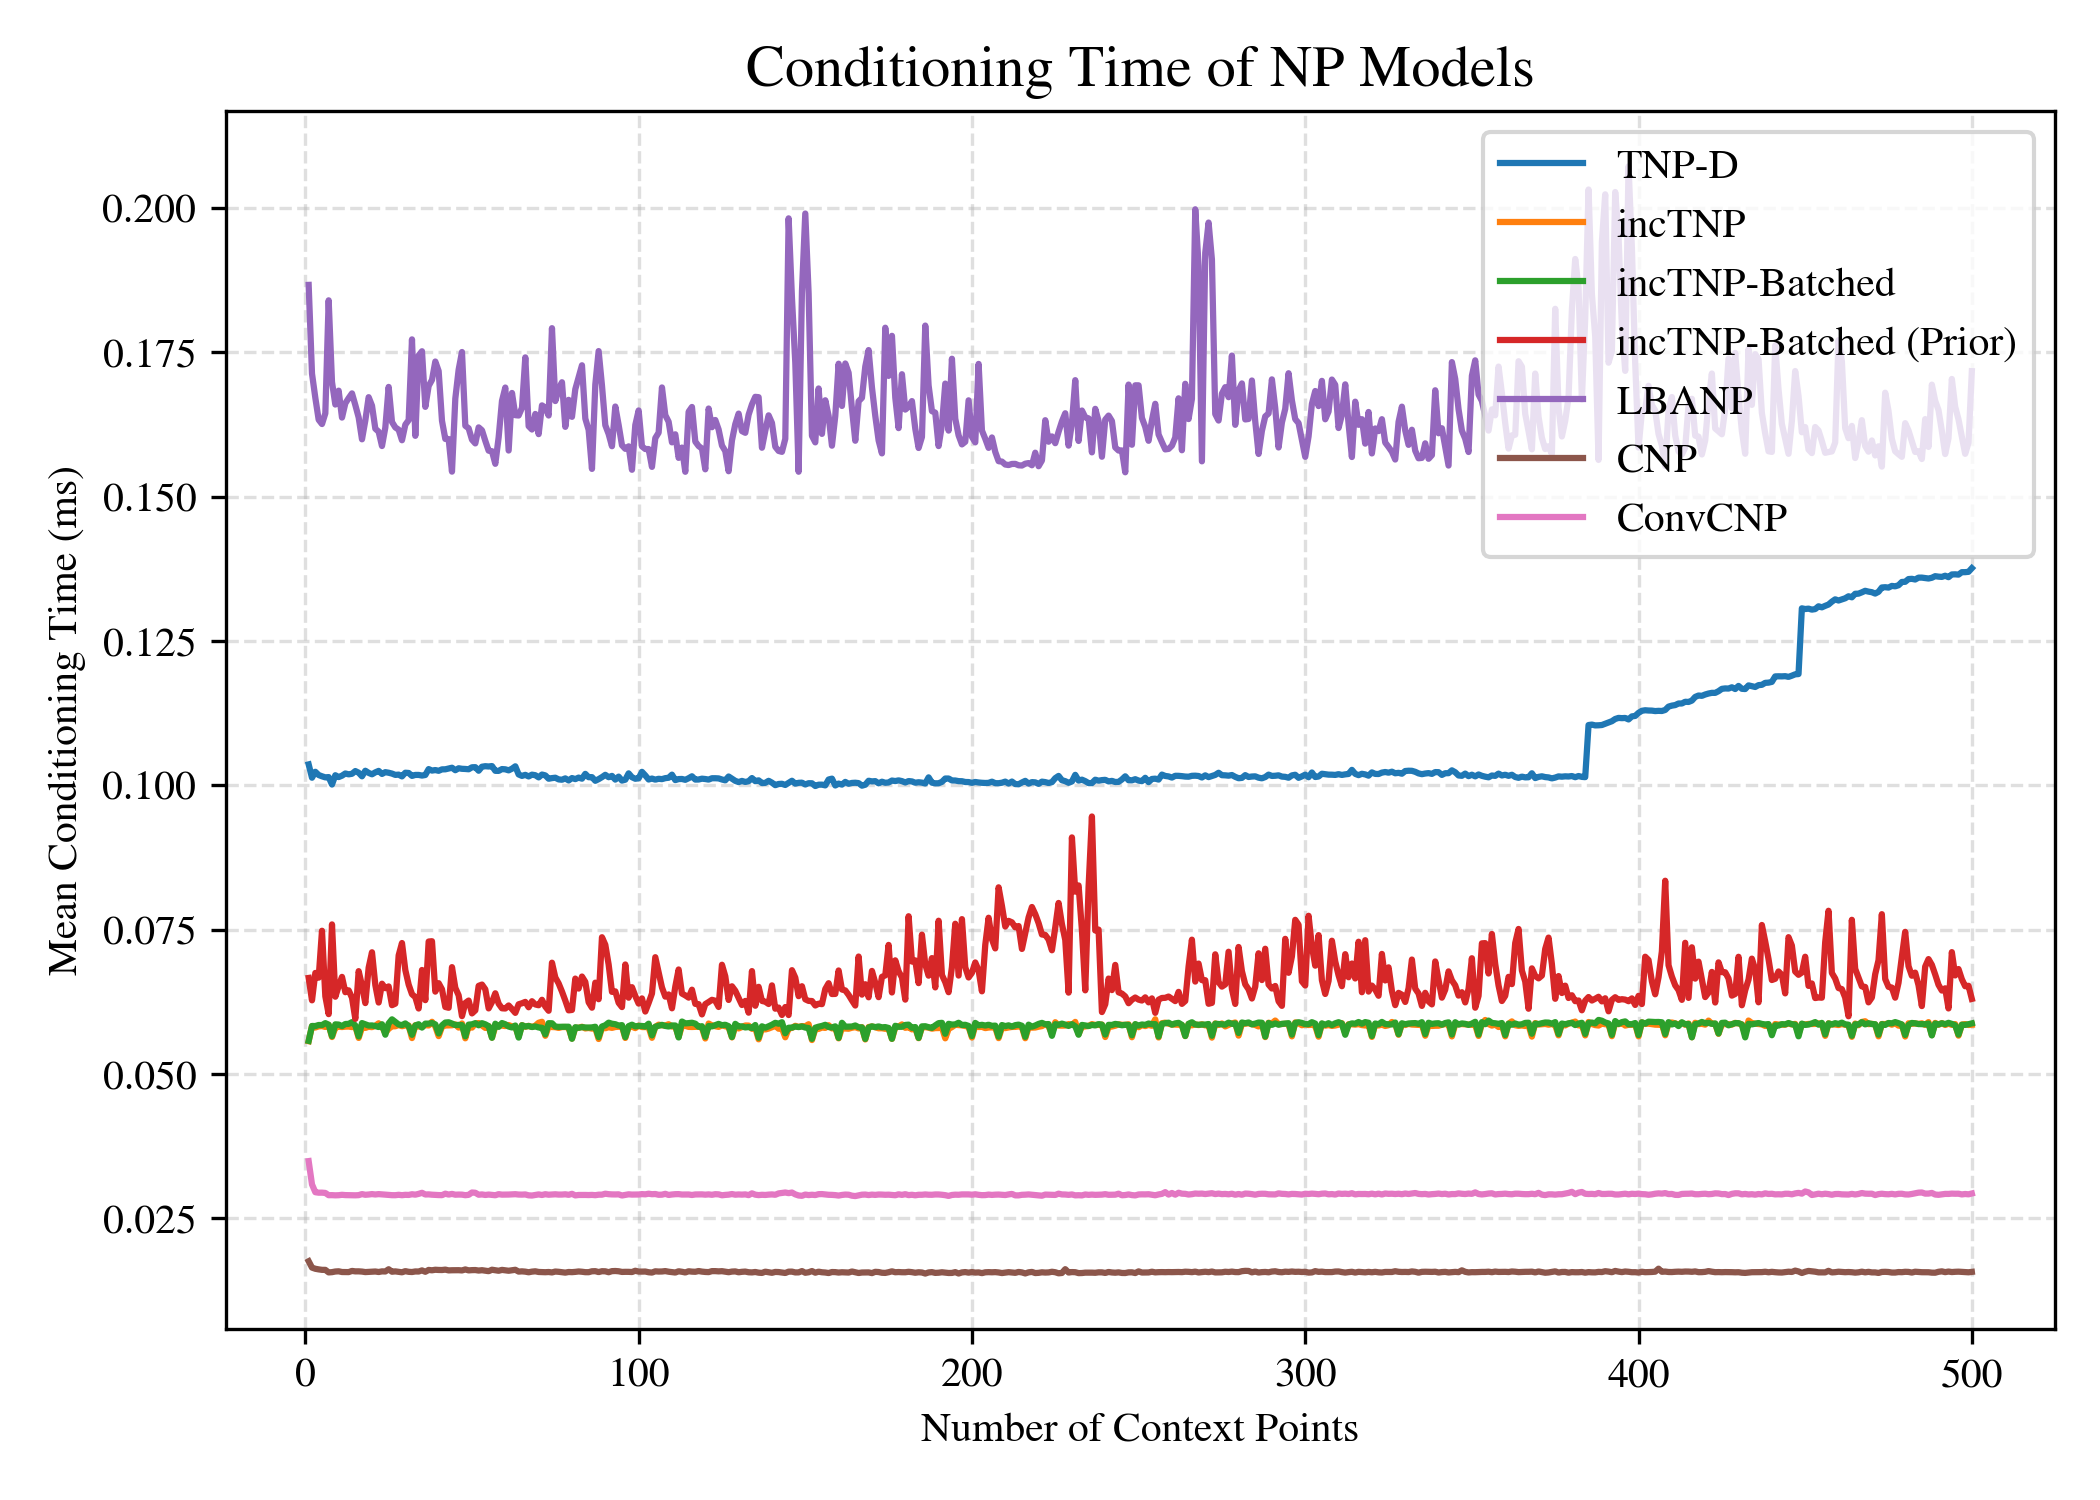 Conditioning Time of NP Models
TNP-D
incTNP
incTNP-Batched
incTNP-Batched (Prior)
LBANP
CNP
ConvCNP
Mean Conditioning Time (ms)
0.200
0.175
0.150
0.125
0.100
0.075
0.050
0.025
0 100 200 300 400 500
Number of Context Points